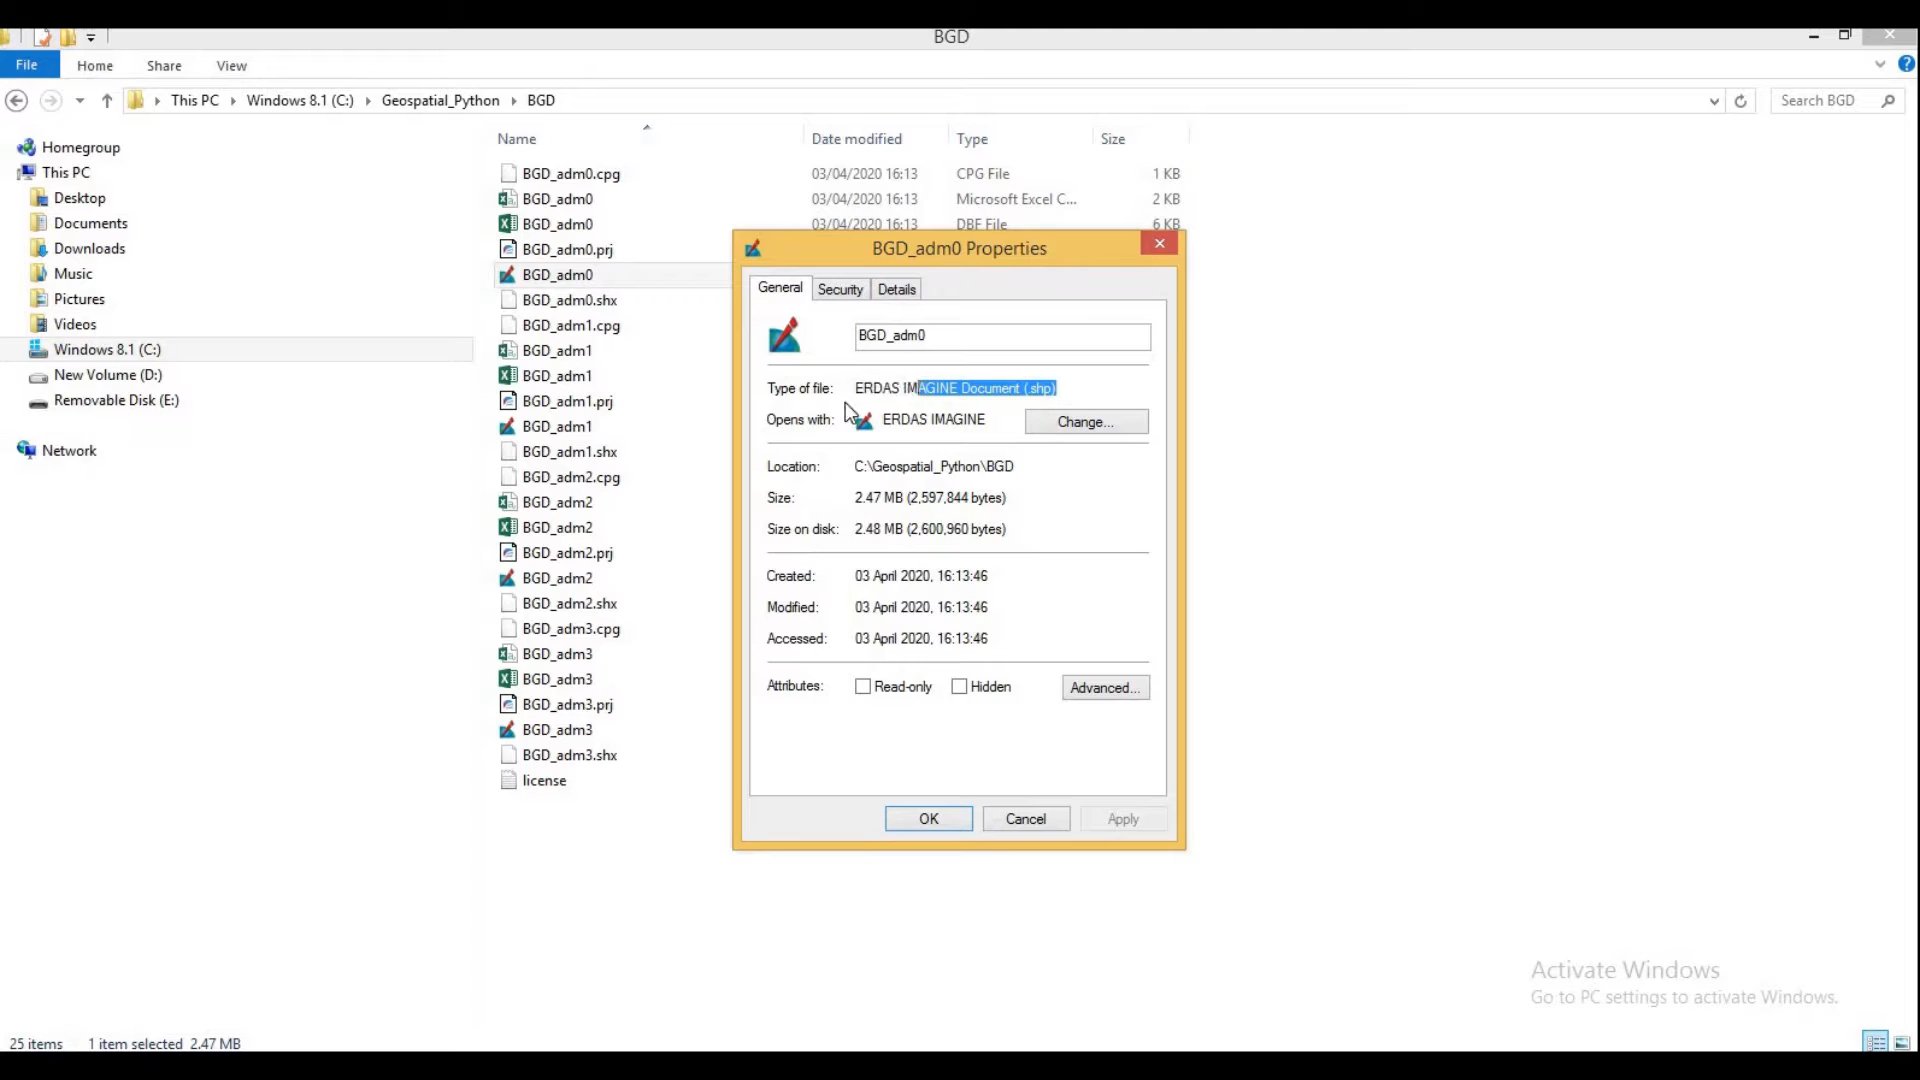 BGD
File Home Share View
This PC Windows 8.1 (C:) Geospatial_Python BGD Search BGD
Name Date modified Type Size
Homegroup
This PC
Desktop
Documents
Downloads
Music
Pictures
Videos
Windows 8.1 (C:)
New Volume (D:)
Removable Disk (E:)
Network
BGD_adm0.cpg 03/04/2020 16:13 CPG File 1 KB
BGD_adm0 03/04/2020 16:13 Microsoft Excel C... 2 KB
BGD_adm0 03/04/2020 16:13 DBF File 6 KB
BGD_adm0.prj
BGD_adm0
BGD_adm0.shx
BGD_adm1.cpg
BGD_adm1
BGD_adm1
BGD_adm1.prj
BGD_adm1
BGD_adm1.shx
BGD_adm2.cpg
BGD_adm2
BGD_adm2
BGD_adm2.prj
BGD_adm2
BGD_adm2.shx
BGD_adm3.cpg
BGD_adm3
BGD_adm3
BGD_adm3.prj
BGD_adm3
BGD_adm3.shx
license
BGD_adm0 Properties
General Security Details
BGD_adm0
Type of file: ERDAS IMAGINE Document (.shp)
Opens with: ERDAS IMAGINE Change...
Location: C:\Geospatial_Python\BGD
Size: 2.47 MB (2,597,844 bytes)
Size on disk: 2.48 MB (2,600,960 bytes)
Created: 03 April 2020, 16:13:46
Modified: 03 April 2020, 16:13:46
Accessed: 03 April 2020, 16:13:46
Attributes: Read-only Hidden Advanced...
OK Cancel Apply
Activate Windows
Go to PC settings to activate Windows.
25 items 1 item selected 2.47 MB